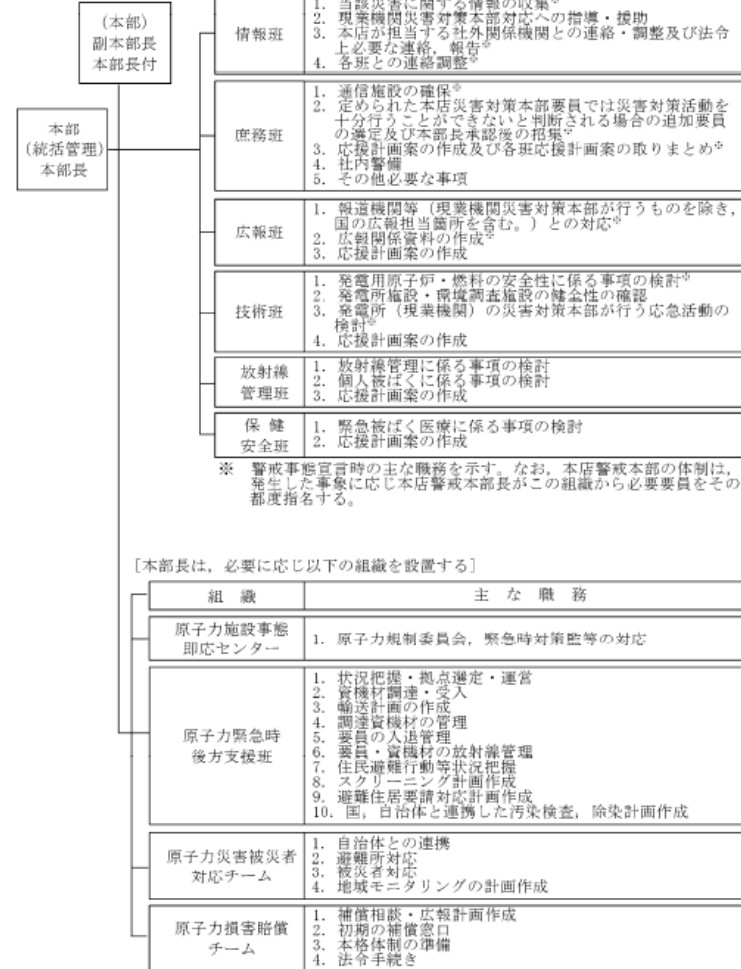 （本部）
副本部長
本部長付
本部
（統括管理）
本部長
情報班
1. 当該災害に関する情報の収集※
2. 現業機関災害対策本部対応への指導・援助
3. 本店が担当する社外関係機関との連絡・調整及び法令
上必要な連絡，報告※
4. 各班との連絡調整※
庶務班
1. 通信施設の確保※
2. 定められた本店災害対策本部要員では災害対策活動を
十分行うことができないと判断される場合の追加要員
の選定及び本部長承認後の招集※
3. 応援計画案の作成及び各班応援計画案の取りまとめ※
4. 社内警備
5. その他必要な事項
広報班
1. 報道機関等（現業機関災害対策本部が行うものを除き，
国の広報担当箇所を含む。）との対応※
2. 広報関係資料の作成※
3. 応援計画案の作成
技術班
1. 発電用原子炉・燃料の安全性に係る事項の検討※
2. 発電所施設・環境調査施設の健全性の確認
3. 発電所（現業機関）の災害対策本部が行う応急活動の
検討※
4. 応援計画案の作成
放射線
管理班
1. 放射線管理に係る事項の検討
2. 個人被ばくに係る事項の検討
3. 応援計画案の作成
保 健
安全班
1. 緊急被ばく医療に係る事項の検討
2. 応援計画案の作成
※ 警戒事態宣言時の主な職務を示す。なお，本店警戒本部の体制は，
発生した事象に応じ本店警戒本部長がこの組織から必要要員をその
都度指名する。
［本部長は，必要に応じ以下の組織を設置する］
組 織
主 な 職 務
原子力施設事態
即応センター
1. 原子力規制委員会，緊急時対策監等の対応
原子力緊急時
後方支援班
1. 状況把握・拠点選定・運営
2. 資機材調達・受入
3. 輸送計画の作成
4. 調達資機材の管理
5. 要員の入退管理
6. 要員・資機材の放射線管理
7. 住民避難行動等状況把握
8. スクリーニング計画作成
9. 避難住居要請対応計画作成
10. 国，自治体と連携した汚染検査，除染計画作成
原子力災害被災者
対応チーム
1. 自治体との連携
2. 避難所対応
3. 被災者対応
4. 地域モニタリングの計画作成
原子力損害賠償
チーム
1. 補償相談・広報計画作成
2. 初期の補償窓口
3. 本格体制の準備
4. 法令手続き